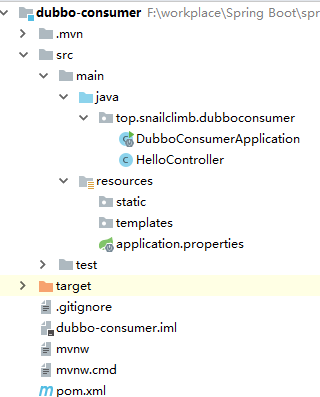 dubbo-consumer F:\workplace\Spring Boot\spr
.mvn
src
main
java
top.snailclimb.dubboconsumer
DubboConsumerApplication
HelloController
resources
static
templates
application.properties
test
target
.gitignore
dubbo-consumer.iml
mvnw
mvnw.cmd
pom.xml